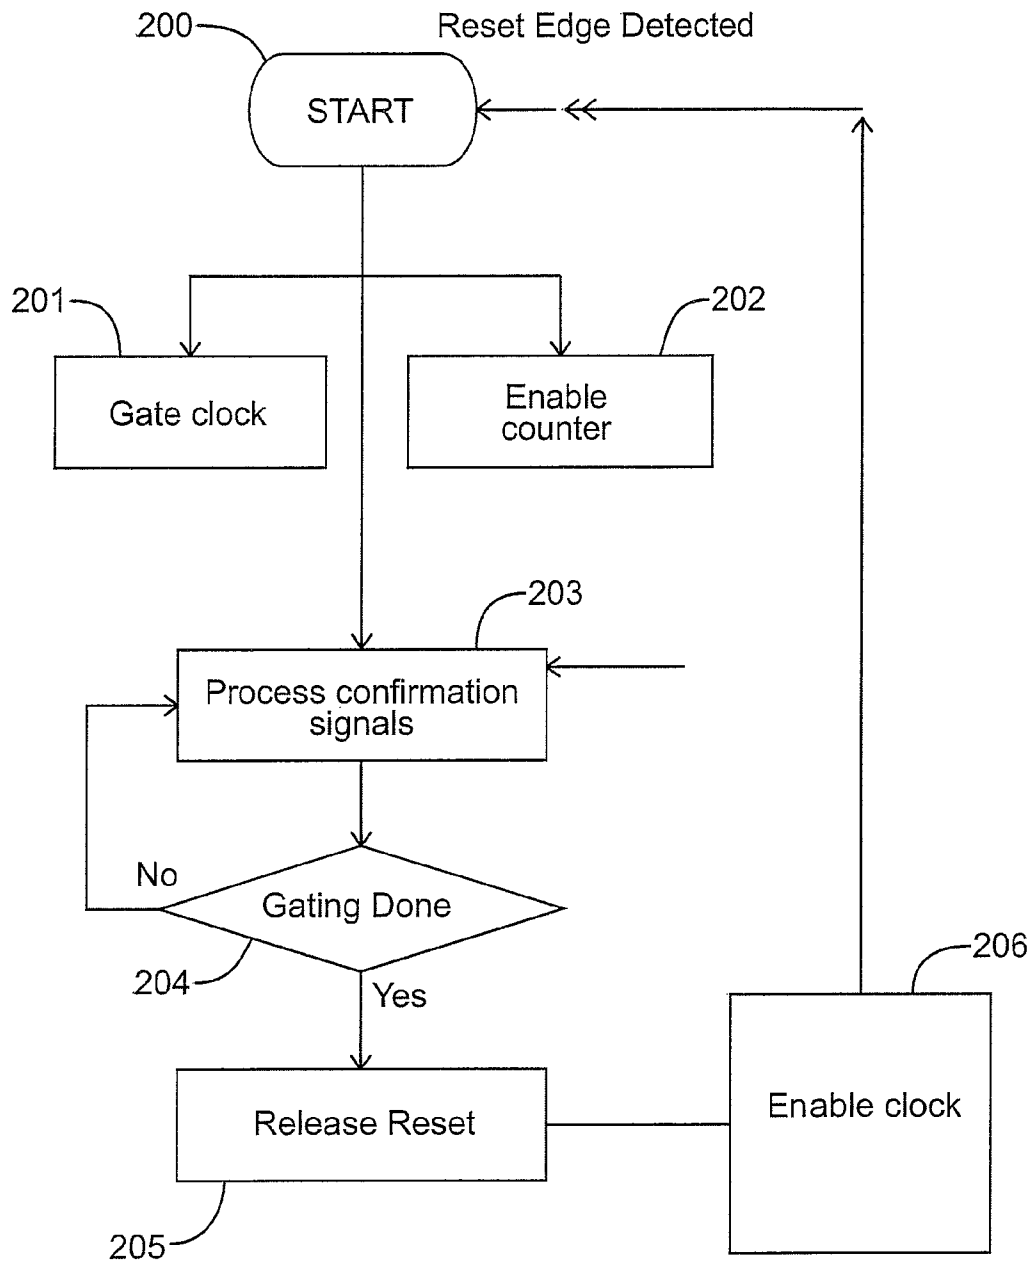 200
Reset Edge Detected
START
201
202
Gate clock
Enable
counter
203
Process confirmation
signals
No
Gating Done
204
Yes
206
Release Reset
Enable clock
205